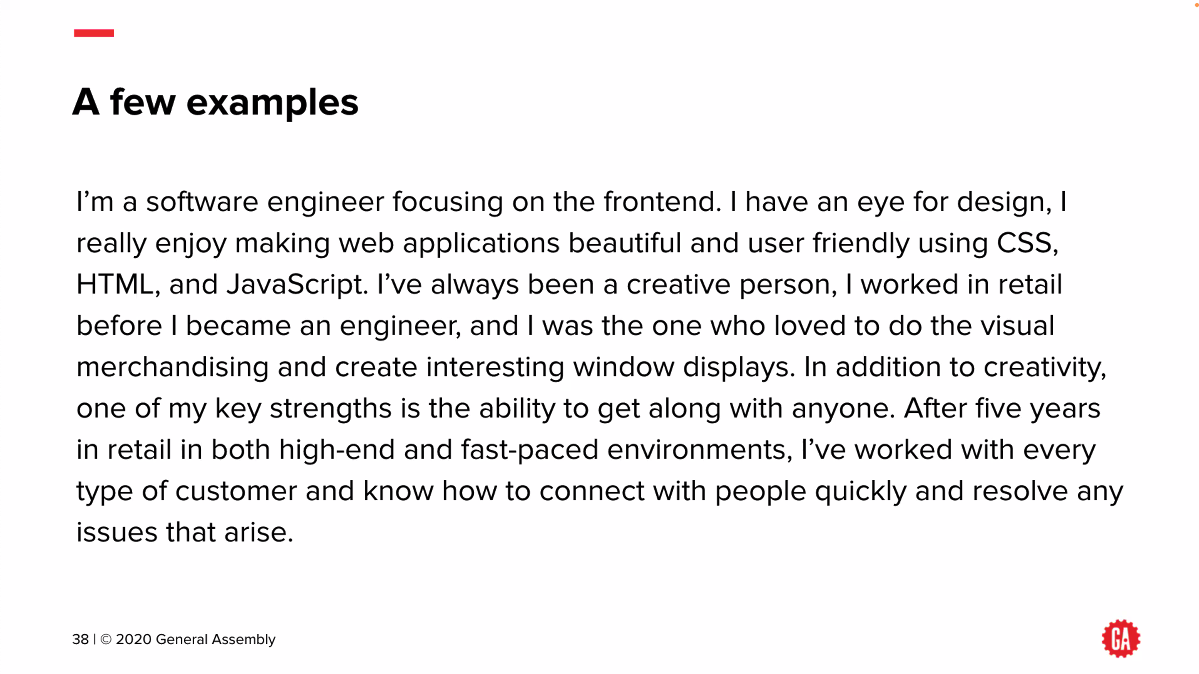 A few examples
I’m a software engineer focusing on the frontend. I have an eye for design, I
really enjoy making web applications beautiful and user friendly using CSS,
HTML, and JavaScript. I’ve always been a creative person, I worked in retail
before I became an engineer, and I was the one who loved to do the visual
merchandising and create interesting window displays. In addition to creativity,
one of my key strengths is the ability to get along with anyone. After five years
in retail in both high-end and fast-paced environments, I’ve worked with every
type of customer and know how to connect with people quickly and resolve any
issues that arise.
38 | © 2020 General Assembly
GA